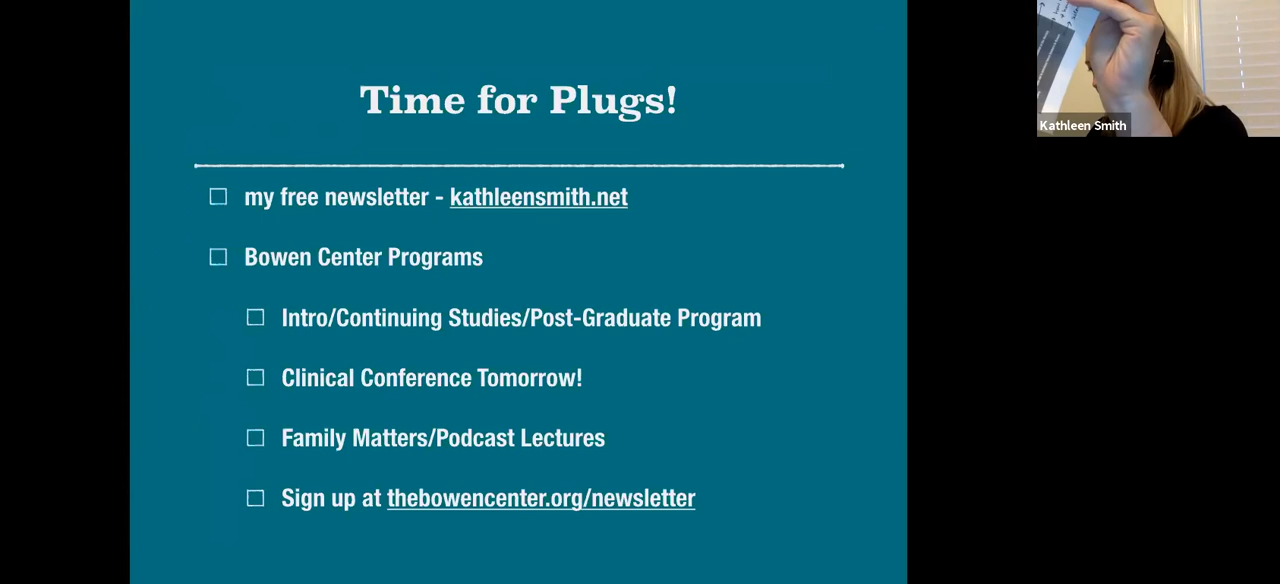 Time for Plugs!
my free newsletter - kathleensmith.net
Bowen Center Programs
Intro/Continuing Studies/Post-Graduate Program
Clinical Conference Tomorrow!
Family Matters/Podcast Lectures
Sign up at thebowencenter.org/newsletter
Kathleen Smith